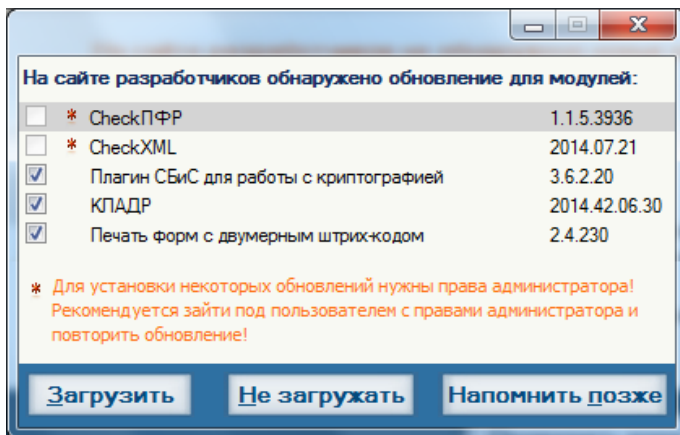 На сайте разработчиков обнаружено обновление для модулей:
* CheckПФР 1.1.5.3936
* CheckXML 2014.07.21
Плагин СБиС для работы с криптографией 3.6.2.20
КЛАДР 2014.42.06.30
Печать форм с двумерным штрих-кодом 2.4.230
* Для установки некоторых обновлений нужны права администратора!
Рекомендуется зайти под пользователем с правами администратора и
повторить обновление!
Загрузить Не загружать Напомнить позже